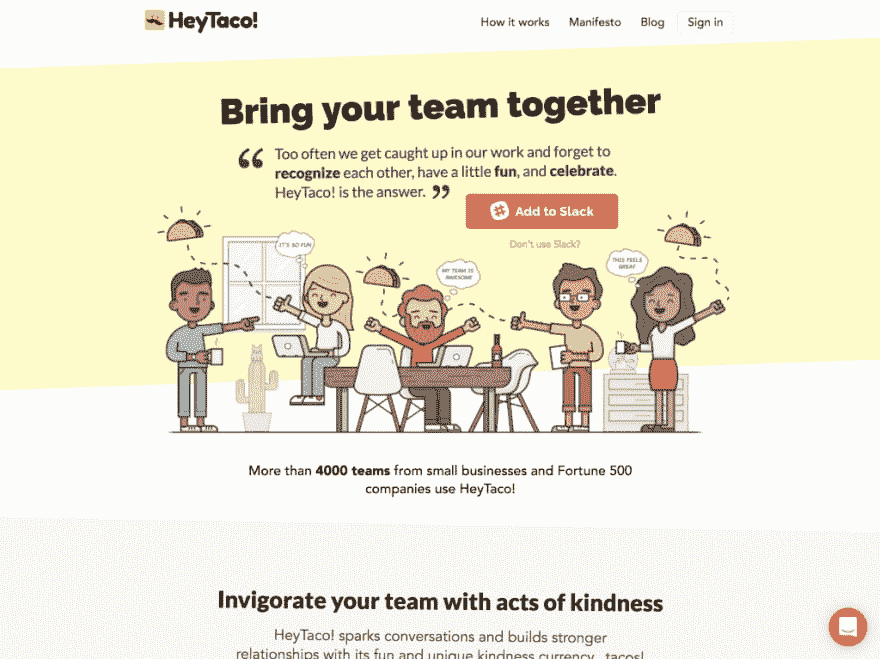 HeyTaco!
How it works Manifesto Blog Sign in
Bring your team together
“ Too often we get caught up in our work and forget to
recognize each other, have a little fun, and celebrate.
HeyTaco! is the answer. ”
Add to Slack
Don't use Slack?
IT'S SO FUN
MY TEAM IS
AWESOME
THIS FEELS
GREAT
More than 4000 teams from small businesses and Fortune 500
companies use HeyTaco!
Invigorate your team with acts of kindness
HeyTaco! sparks conversations and builds stronger
relationships with its fun and unique kindness currency...tacos!